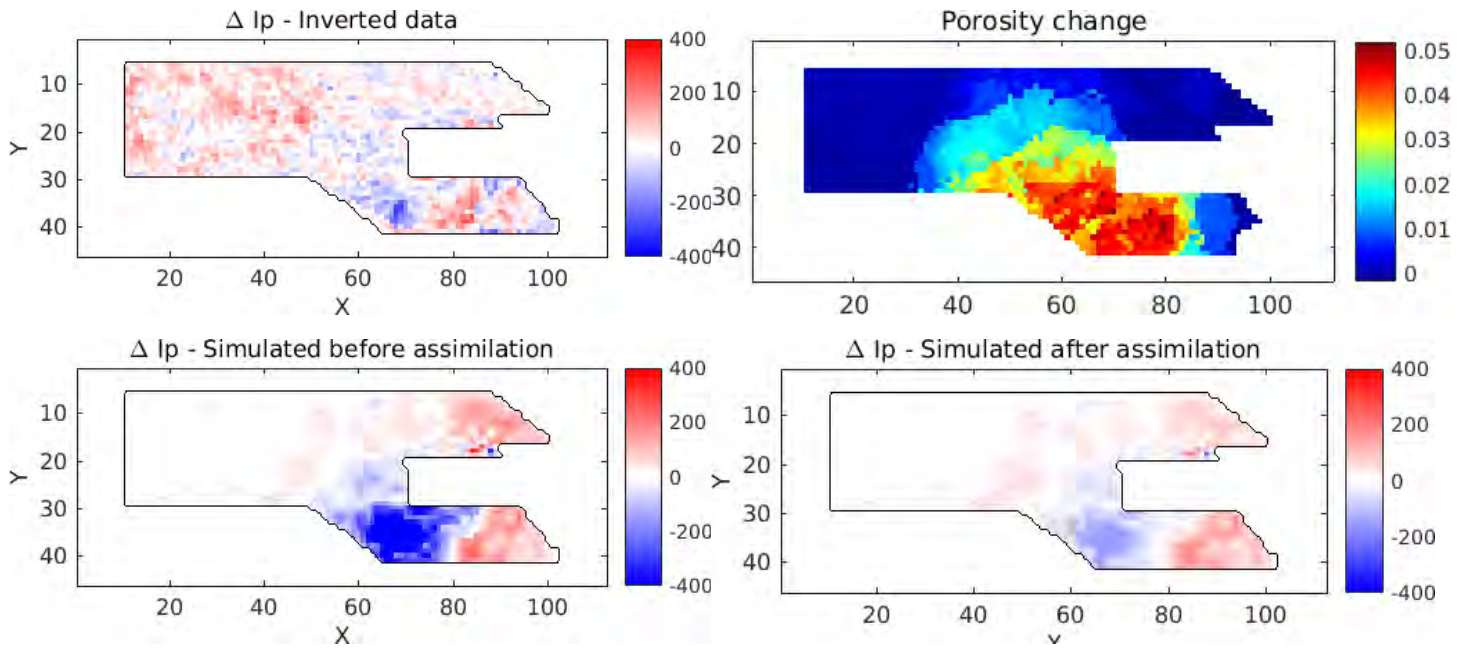 Δ Ip - Inverted data
Y
10
20
30
40
20 40 60 80 100
X
400
200
0
-200
-400
Porosity change
10
20
30
40
20 40 60 80 100
0.05
0.04
0.03
0.02
0.01
0
Δ Ip - Simulated before assimilation
Y
10
20
30
40
20 40 60 80 100
X
400
200
0
-200
-400
Δ Ip - Simulated after assimilation
Y
10
20
30
40
20 40 60 80 100
400
200
0
-200
-400